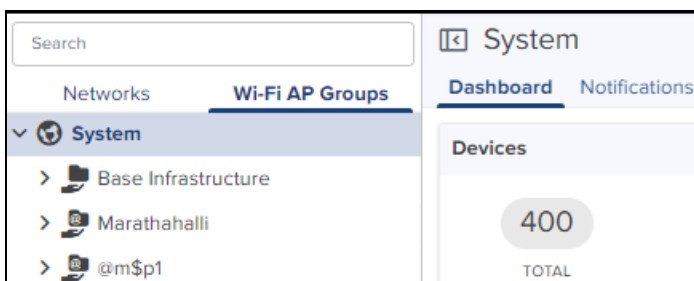 Search
Networks Wi-Fi AP Groups
System
Base Infrastructure
Marathahalli
@m$p1
System
Dashboard Notifications
Devices
400
TOTAL